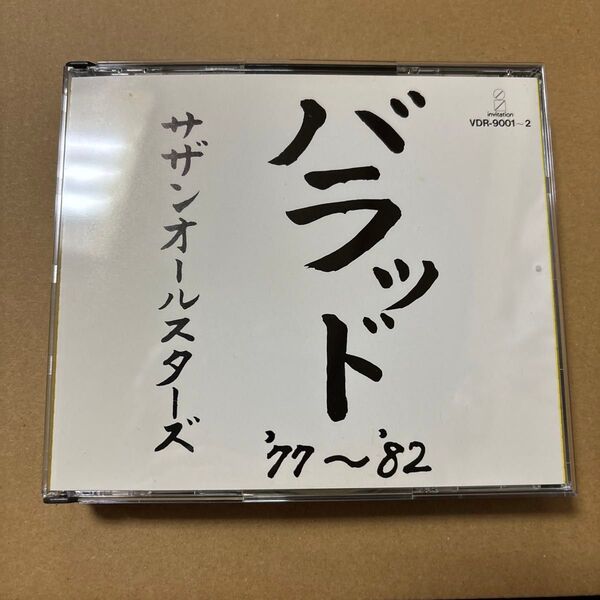 invitation
VDR-9001~2
バラッド
'77~'82
サザンオールスターズ